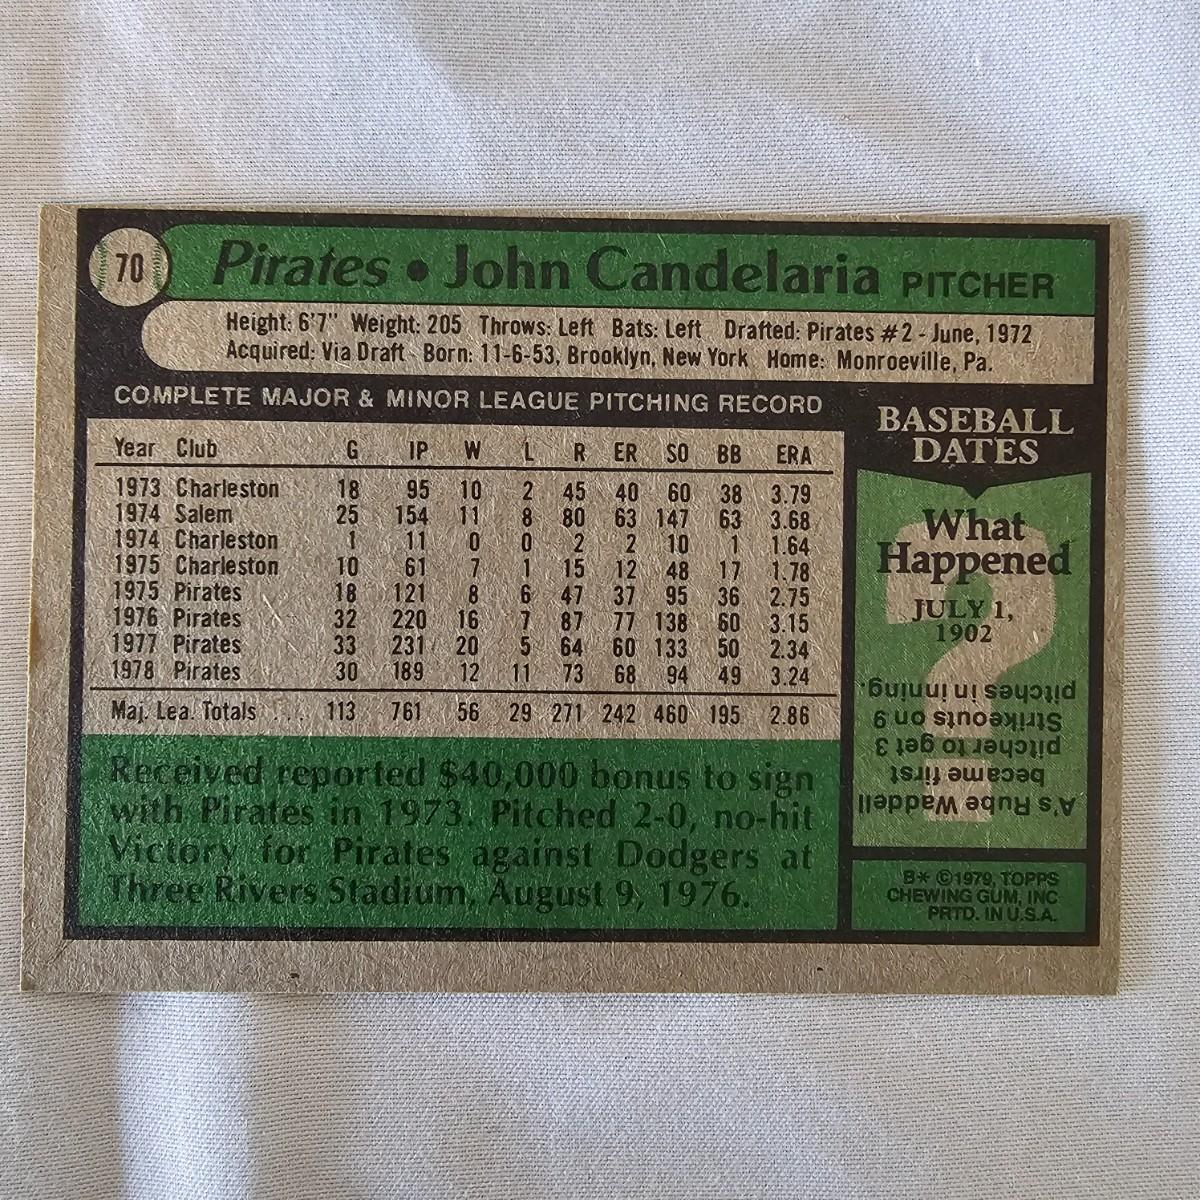 70
Pirates • John Candelaria PITCHER
Height: 6'7" Weight: 205 Throws: Left Bats: Left Drafted: Pirates #2 - June, 1972
Acquired: Via Draft Born: 11-6-53, Brooklyn, New York Home: Monroeville, Pa.
COMPLETE MAJOR & MINOR LEAGUE PITCHING RECORD
Year Club G IP W L R ER SO BB ERA
1973 Charleston 18 95 10 2 45 40 60 38 3.79
1974 Salem 25 154 11 8 80 63 147 63 3.68
1974 Charleston 1 11 0 0 2 2 10 1 1.64
1975 Charleston 10 61 7 1 15 12 48 17 1.78
1975 Pirates 18 121 8 6 47 37 95 36 2.75
1976 Pirates 32 220 16 7 87 77 138 60 3.15
1977 Pirates 33 231 20 5 64 60 133 50 2.34
1978 Pirates 30 189 12 11 73 68 94 49 3.24
Maj. Lea. Totals .... 113 761 56 29 271 242 460 195 2.86
Received reported $40,000 bonus to sign
with Pirates in 1973. Pitched 2-0, no-hit
Victory for Pirates against Dodgers at
Three Rivers Stadium, August 9, 1976.
BASEBALL
DATES
What
Happened
JULY 1,
1902
A's Rube Waddell
became first
pitcher to get 3
Strikeouts on 9
pitches in inning.
B* ©1979, TOPPS
CHEWING GUM, INC
PRTD. IN U.S.A.